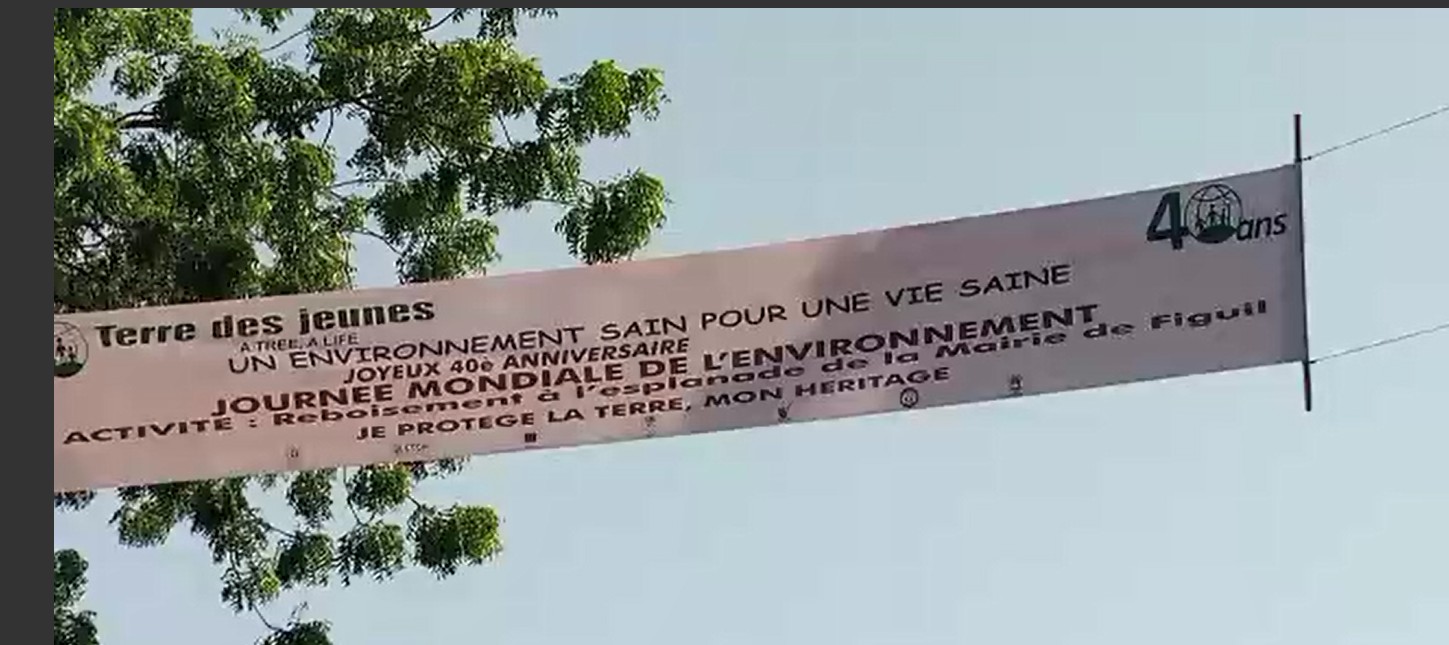 Terre des jeunes
A TREE, A LIFE
40ans
UN ENVIRONNEMENT SAIN POUR UNE VIE SAINE
JOYEUX 40è ANNIVERSAIRE
JOURNEE MONDIALE DE L'ENVIRONNEMENT
ACTIVITE : Reboisement à l'esplanade de la Mairie de Figuil
JE PROTEGE LA TERRE, MON HERITAGE